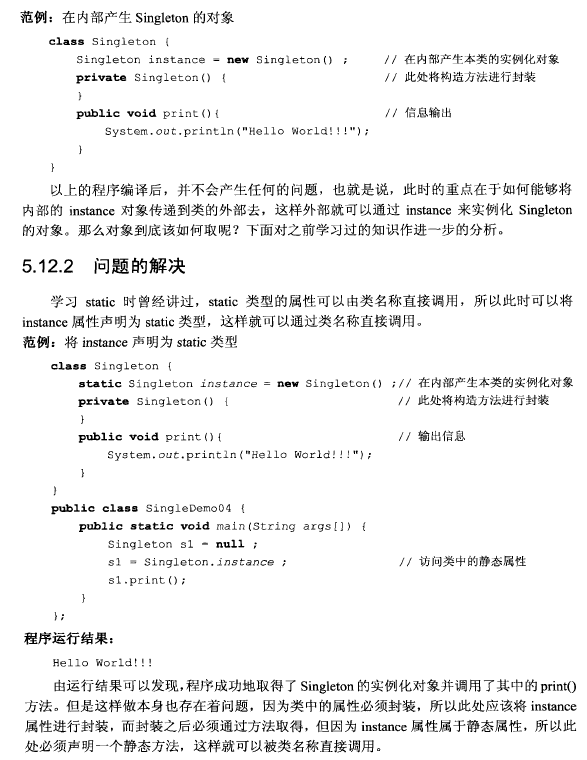 范例：在内部产生 Singleton 的对象
class Singleton {
Singleton instance = new Singleton() ; // 在内部产生本类的实例化对象
private Singleton() { // 此处将构造方法进行封装
}
public void print(){ // 信息输出
System.out.println("Hello World!!!");
}
}
以上的程序编译后，并不会产生任何的问题，也就是说，此时的重点在于如何能够将
内部的 instance 对象传递到类的外部去，这样外部就可以通过 instance 来实例化 Singleton
的对象。那么对象到底该如何取呢？下面对之前学习过的知识作进一步的分析。
5.12.2 问题的解决
学习 static 时曾经讲过，static 类型的属性可以由类名称直接调用，所以此时可以将
instance 属性声明为 static 类型，这样就可以通过类名称直接调用。
范例：将 instance 声明为 static 类型
class Singleton {
static Singleton instance = new Singleton() ;// 在内部产生本类的实例化对象
private Singleton() { // 此处将构造方法进行封装
}
public void print(){ // 输出信息
System.out.println("Hello World!!!");
}
}
public class SingleDemo04 {
public static void main(String args[]) {
Singleton s1 = null ;
s1 = Singleton.instance ; // 访问类中的静态属性
s1.print();
}
};
程序运行结果：
Hello World!!!
由运行结果可以发现,程序成功地取得了 Singleton 的实例化对象并调用了其中的 print()
方法。但是这样做本身也存在着问题，因为类中的属性必须封装，所以此处应该将 instance
属性进行封装，而封装之后必须通过方法取得，但因为 instance 属性属于静态属性，所以此
处必须声明一个静态方法，这样就可以被类名称直接调用。